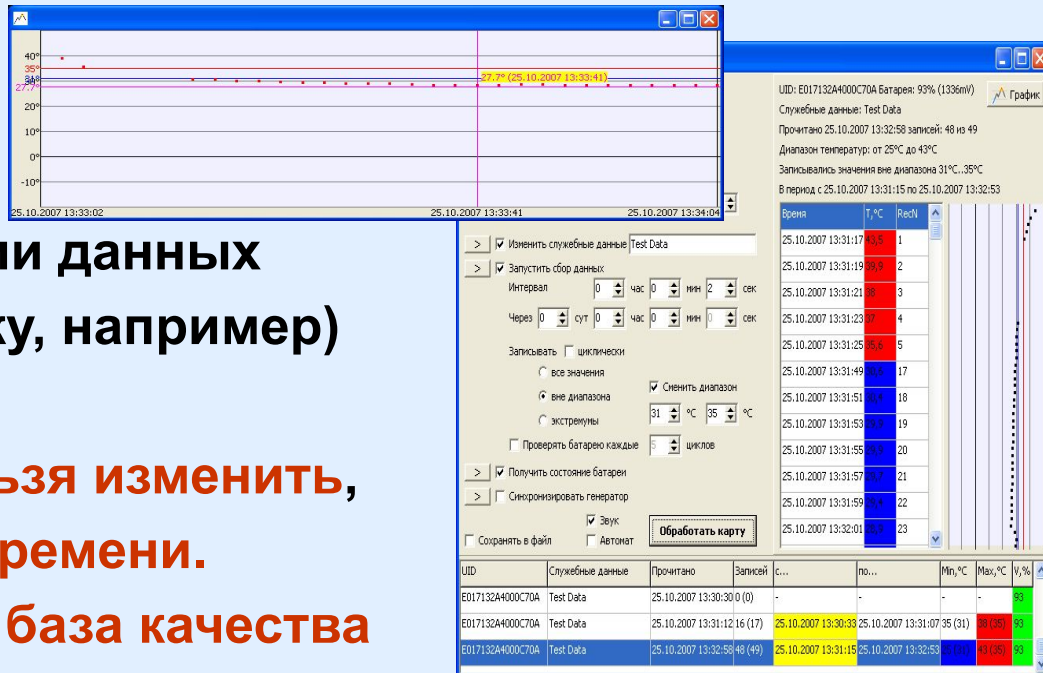 40°
35°
31°
27.7°
20°
10°
0°
-10°
27.7° (25.10.2007 13:33:41)
25.10.2007 13:33:02 25.10.2007 13:33:41 25.10.2007 13:34:04
UID: E017132A4000C70A Батарея: 93% (1336mV)
График
Служебные данные: Test Data
Прочитано 25.10.2007 13:32:58 записей: 48 из 49
Диапазон температур: от 25°C до 43°C
Записывались значения вне диапазона 31°C..35°C
В период с 25.10.2007 13:31:15 по 25.10.2007 13:32:53
ии данных
ку, например)
ьзя изменить,
ремени.
база качества
> Изменить служебные данные Test Data
> Запустить сбор данных
Интервал 0 час 0 мин 2 сек
Через 0 сут 0 час 0 мин 0 сек
Записывать циклически
все значения
вне диапазона
экстремумы
Сменить диапазон
31 °C 35 °C
Проверять батарею каждые 5 циклов
> Получить состояние батареи
> Синхронизировать генератор
Звук
Сохранять в файл Автомат
Обработать карту
Время T,°C RecN
25.10.2007 13:31:17 43,5 1
25.10.2007 13:31:19 39,9 2
25.10.2007 13:31:21 38 3
25.10.2007 13:31:23 37 4
25.10.2007 13:31:25 35,6 5
25.10.2007 13:31:49 17
25.10.2007 13:31:51 18
25.10.2007 13:31:53 19
25.10.2007 13:31:55 20
25.10.2007 13:31:57 21
25.10.2007 13:31:59 22
25.10.2007 13:32:01 23
UID Служебные данные Прочитано Записей с... по... Min,°C Max,°C V,%
E017132A4000C70A Test Data 25.10.2007 13:30:30 0 (0) - - - - 93
E017132A4000C70A Test Data 25.10.2007 13:31:12 16 (17) 25.10.2007 13:30:33 25.10.2007 13:31:07 35 (31) 38 (35) 93
E017132A4000C70A Test Data 25.10.2007 13:32:58 48 (49) 25.10.2007 13:31:15 25.10.2007 13:32:53 43 (35) 93